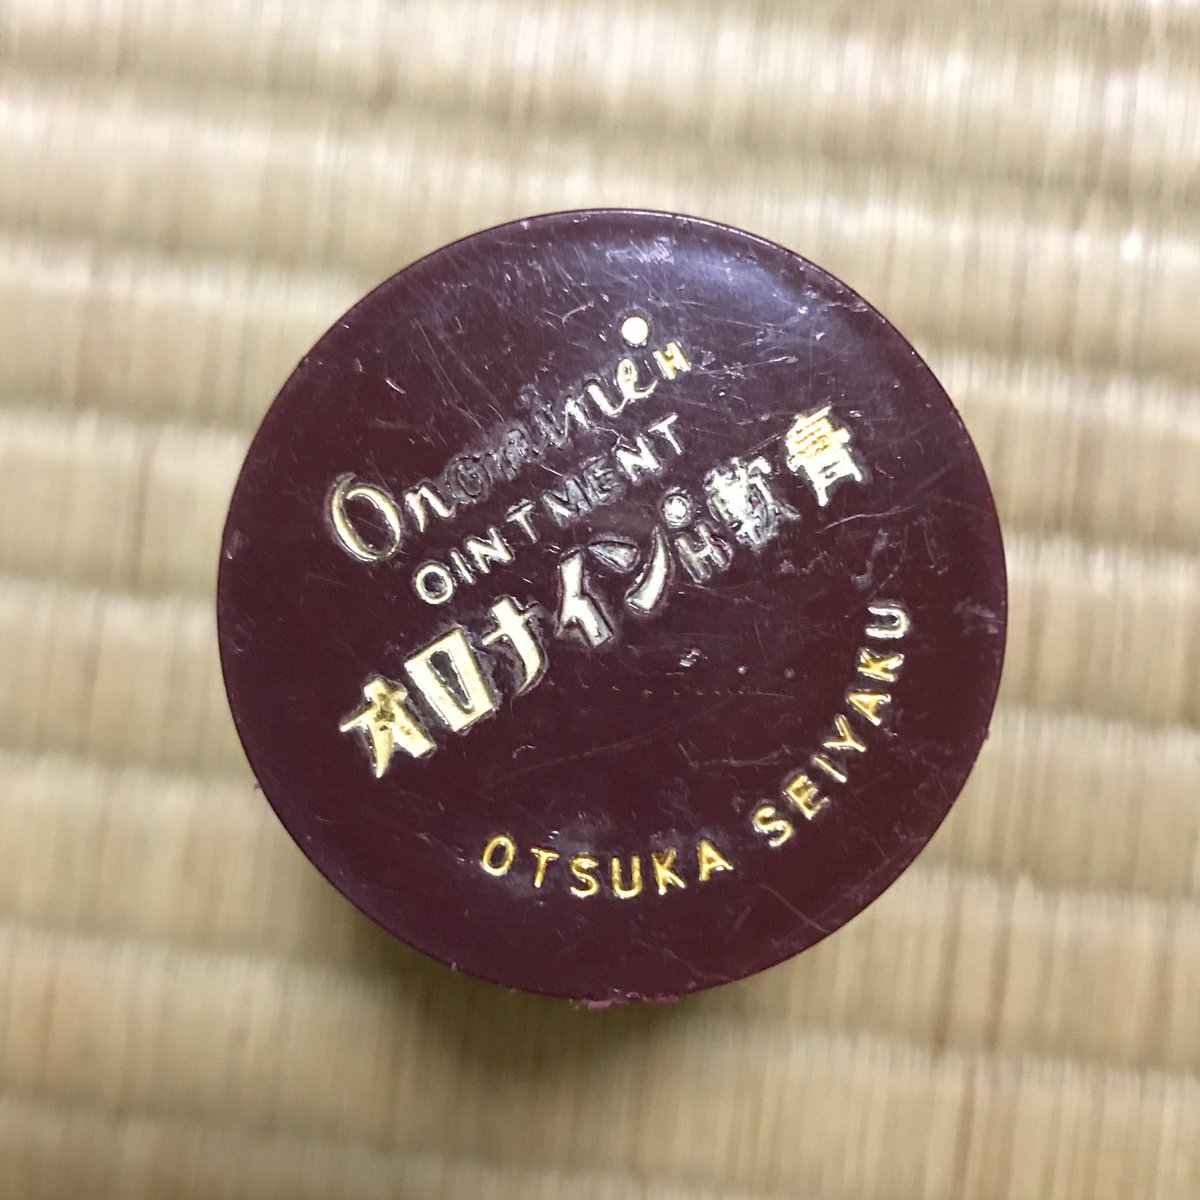 Oronine H
OINTMENT
オロナインH軟膏
OTSUKA SEIYAKU